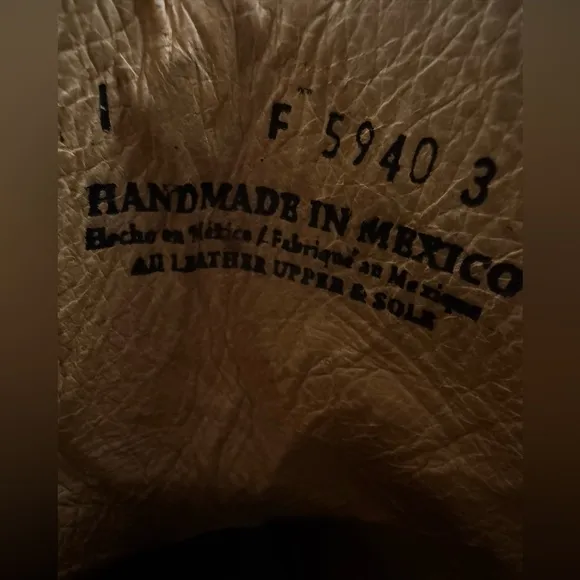 I F 5940 3
HANDMADE IN MEXICO
Hecho en México / Fabriqué au Mexique
All LEATHER UPPER & SOLE